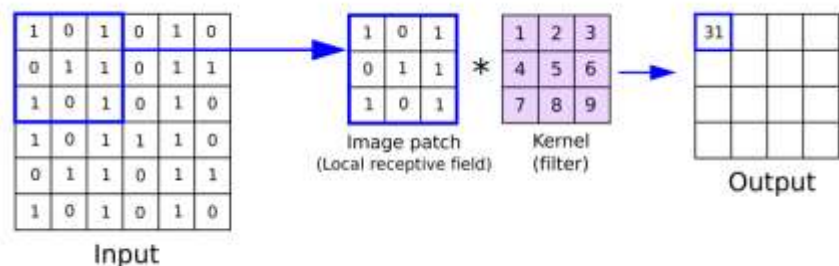 1 0 1 0 1 0
0 1 1 0 1 1
1 0 1 0 1 0
1 0 1 1 1 0
0 1 1 0 1 1
1 0 1 0 1 0
Input
1 0 1
0 1 1
1 0 1
Image patch
(Local receptive field)
*
1 2 3
4 5 6
7 8 9
Kernel
(filter)
31
Output